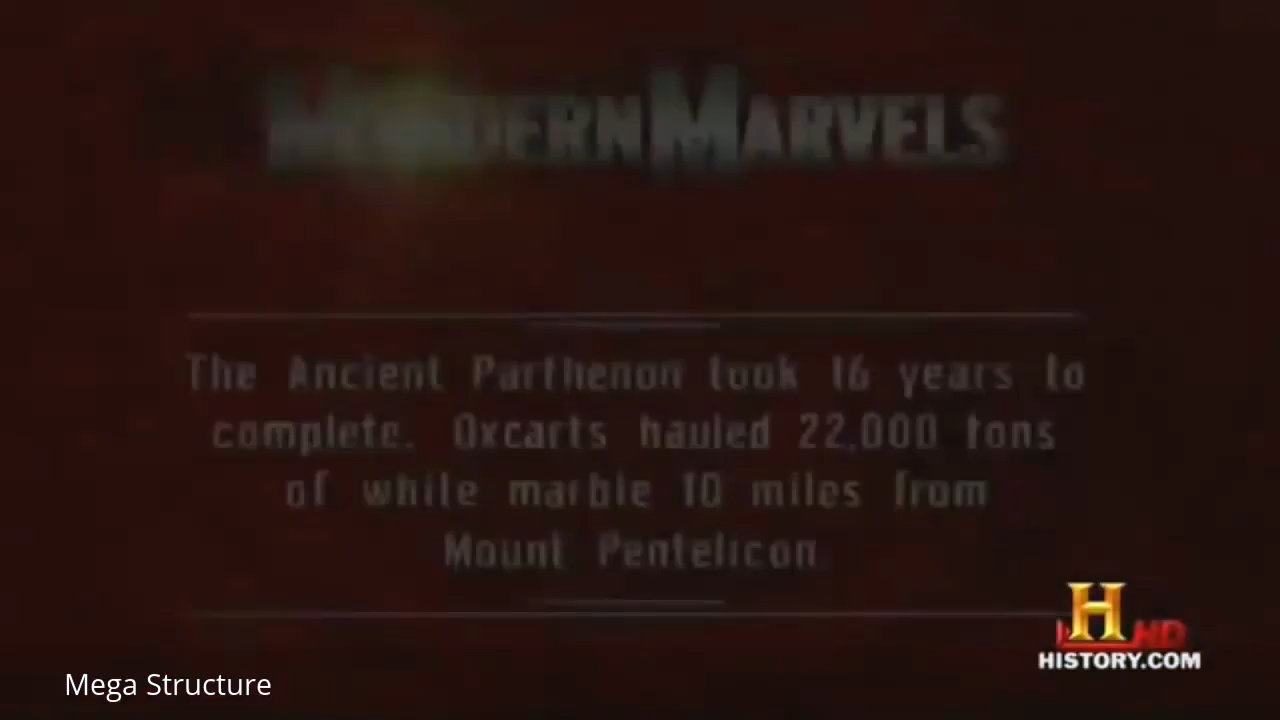 MODERN MARVELS
The Ancient Parthenon took 16 years to
complete. Oxcarts hauled 22,000 tons
of white marble 10 miles from
Mount Pentelicon
H HD
HISTORY.COM
Mega Structure